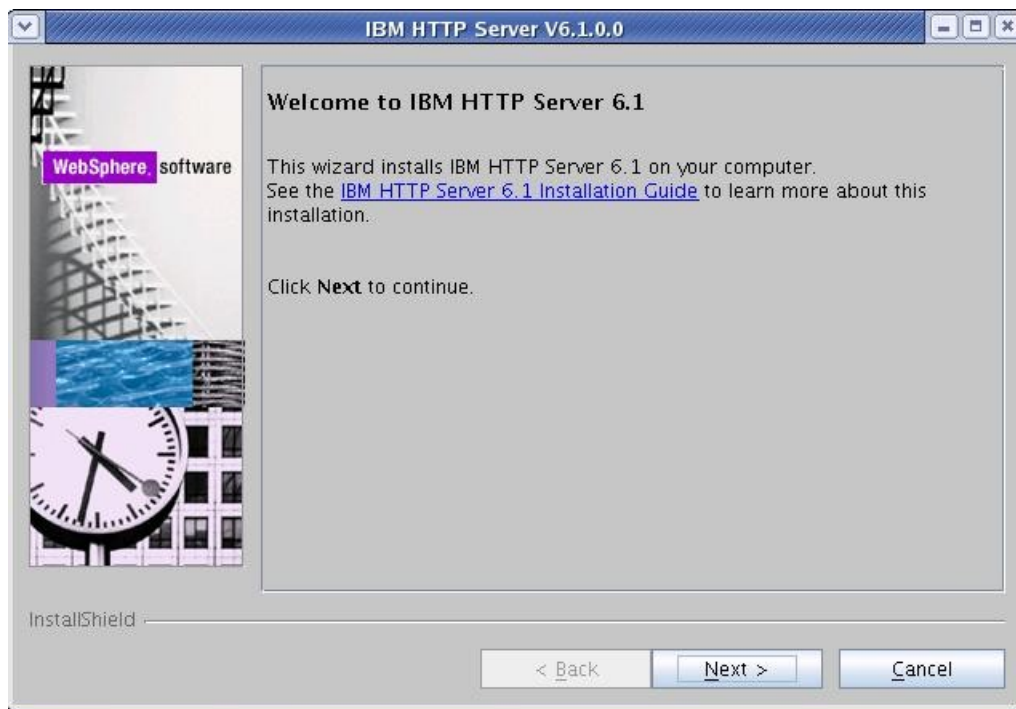 IBM HTTP Server V6.1.0.0
WebSphere. software
Welcome to IBM HTTP Server 6.1
This wizard installs IBM HTTP Server 6.1 on your computer.
See the IBM HTTP Server 6.1 Installation Guide to learn more about this
installation.
Click Next to continue.
InstallShield
< Back
Next >
Cancel